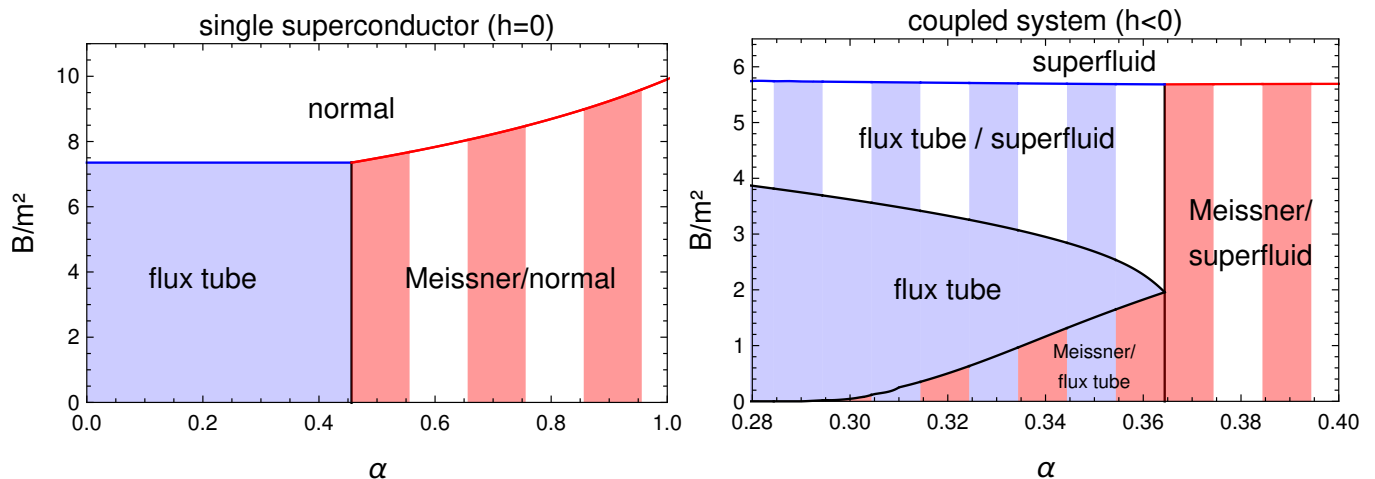 single superconductor (h=0)
10
8
6
4
2
0
B/m²
normal
flux tube
Meissner/normal
0.0
0.2
0.4
0.6
0.8
1.0
α
coupled system (h<0)
superfluid
6
5
4
3
2
1
0
B/m²
flux tube / superfluid
flux tube
Meissner/
superfluid
Meissner/
flux tube
0.28
0.30
0.32
0.34
0.36
0.38
0.40
α